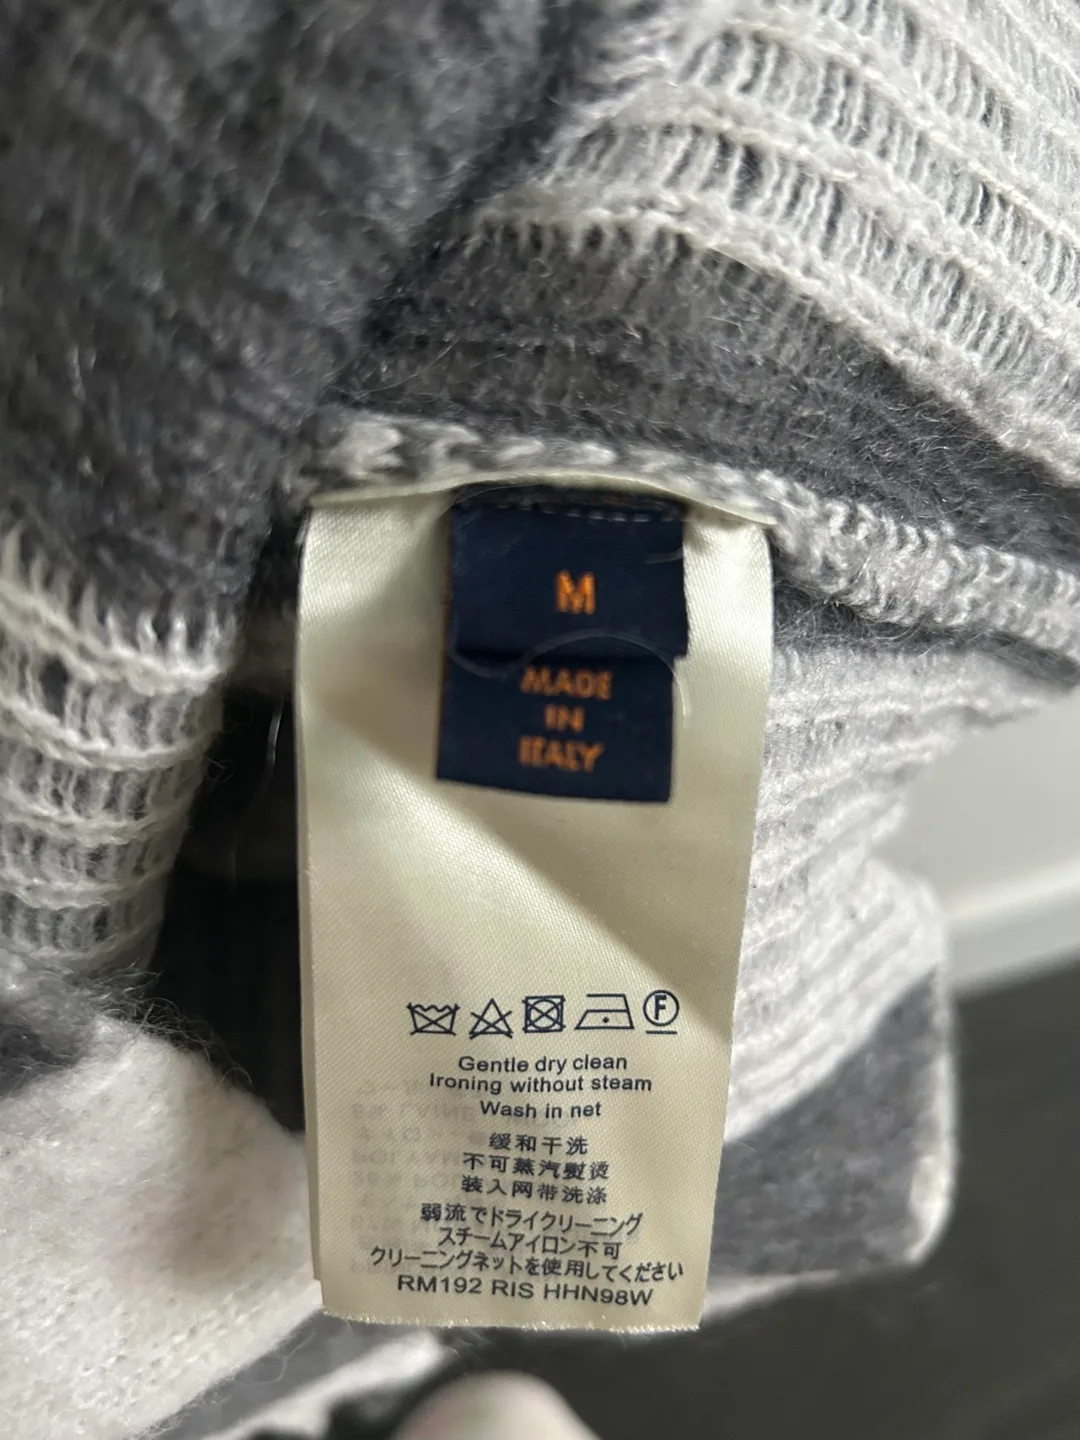 M
MADE
IN
ITALY
F
Gentle dry clean
Ironing without steam
Wash in net
缓和干洗
不可蒸汽熨烫
装入网带洗涤
弱流でドライクリーニング
スチームアイロン不可
クリーニングネットを使用してください
RM192 RIS HHN98W